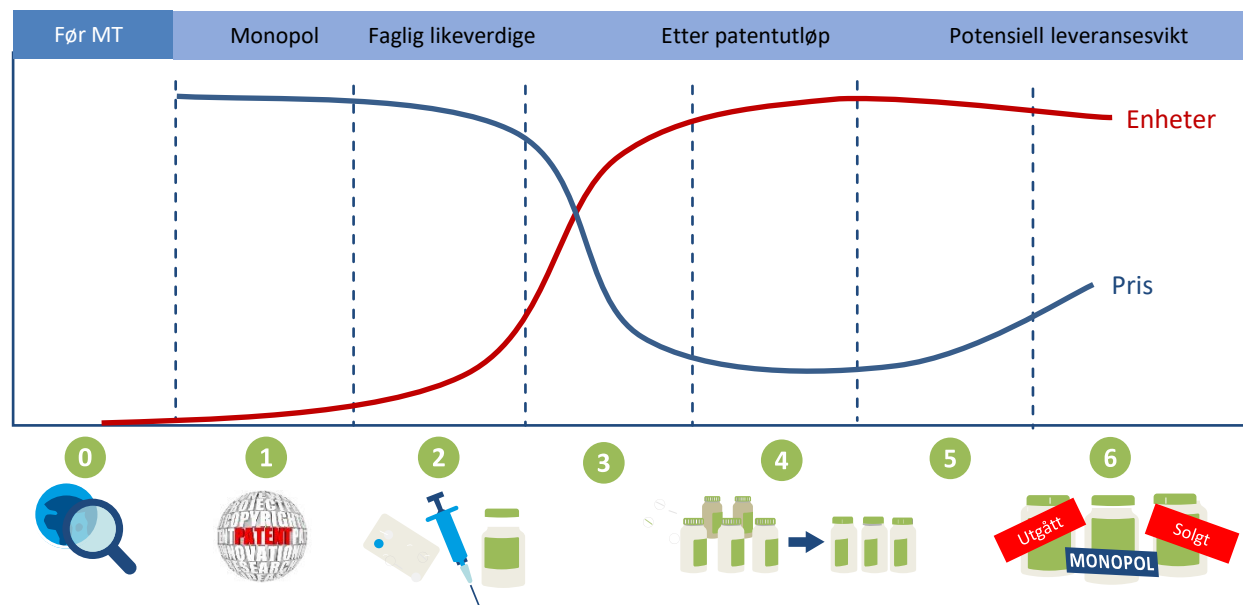 Før MT
Monopol
Faglig likeverdige
Etter patentutløp
Potensiell leveransesvikt
Enheter
Pris
0
1
2
3
4
5
6
COPYRIGHT
PATENT
Utgått
MONOPOL
Solgt